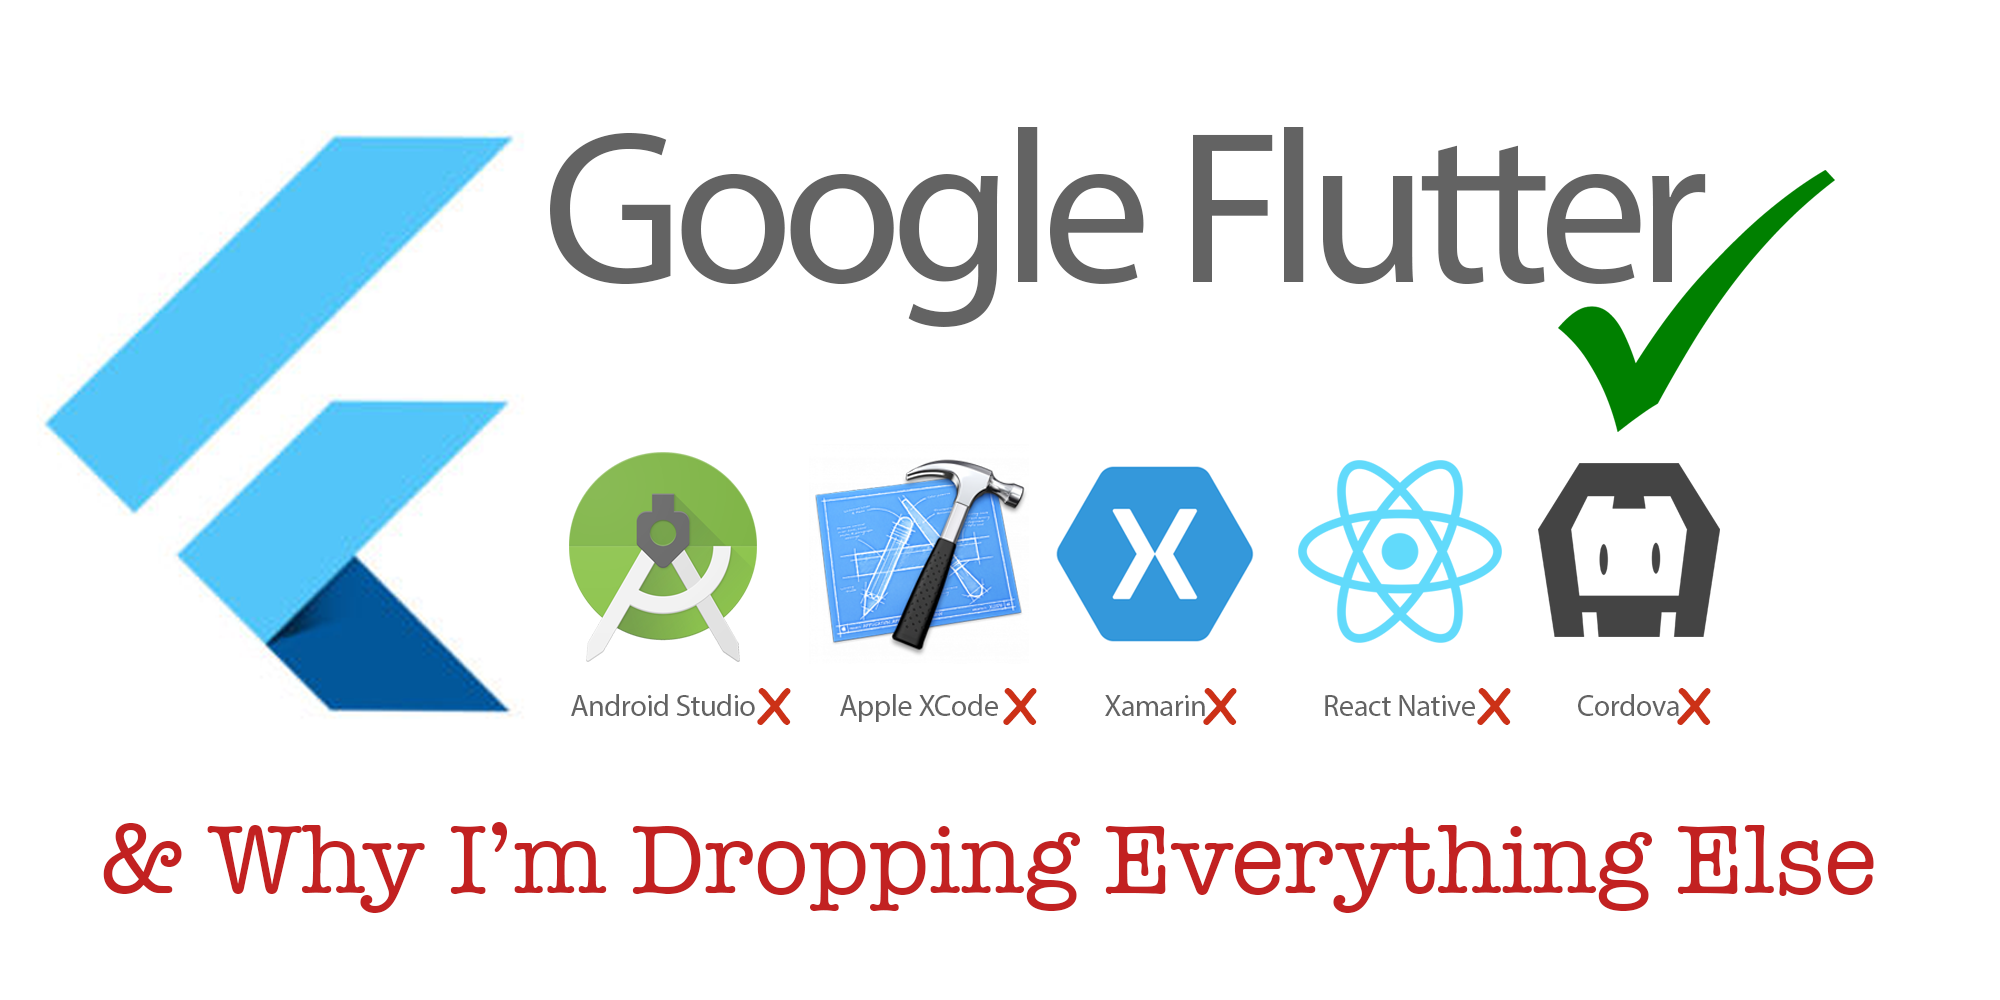 Google Flutter
Android Studio Apple XCode Xamarin React Native Cordova
& Why I'm Dropping Everything Else